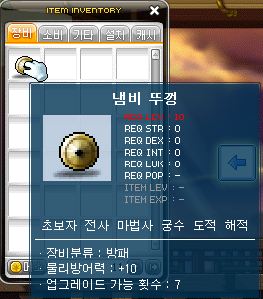 ITEM INVENTORY
장비 소비 기타 설치 캐시
냄비 뚜껑
REQ LEV : 10
REQ STR : 0
REQ DEX : 0
REQ INT : 0
REQ LUK : 0
REQ POP : -
ITEM LEV : -
ITEM EXP : -
초보자 전사 마법사 궁수 도적 해적
· 장비분류 : 방패
· 물리방어력 : +10
· 업그레이드 가능 횟수 : 7